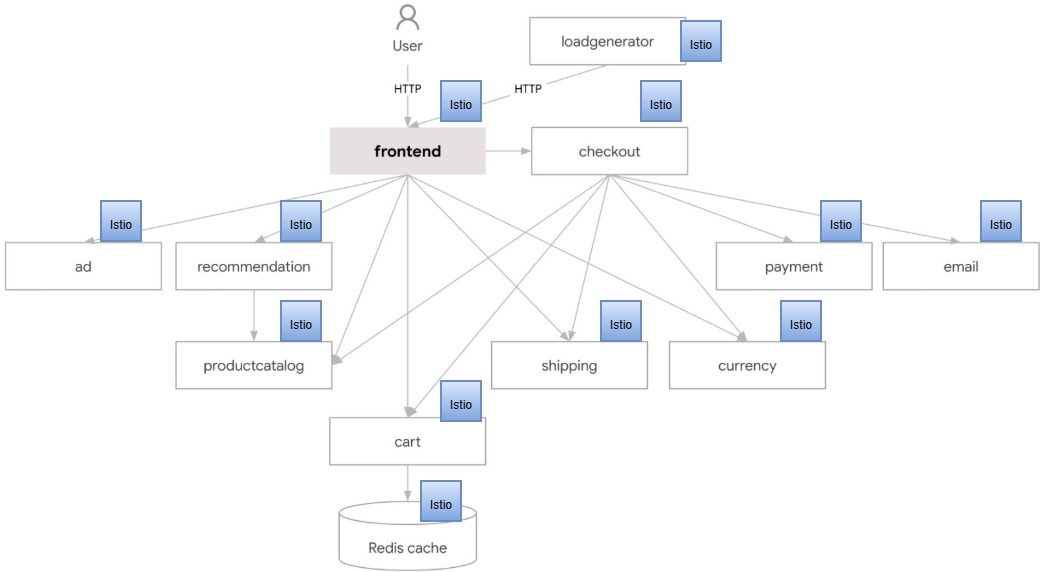 User
loadgenerator
Istio
HTTP
Istio
HTTP
Istio
frontend
checkout
Istio
Istio
Istio
Istio
ad
recommendation
payment
email
Istio
Istio
Istio
productcatalog
shipping
currency
Istio
cart
Istio
Redis cache